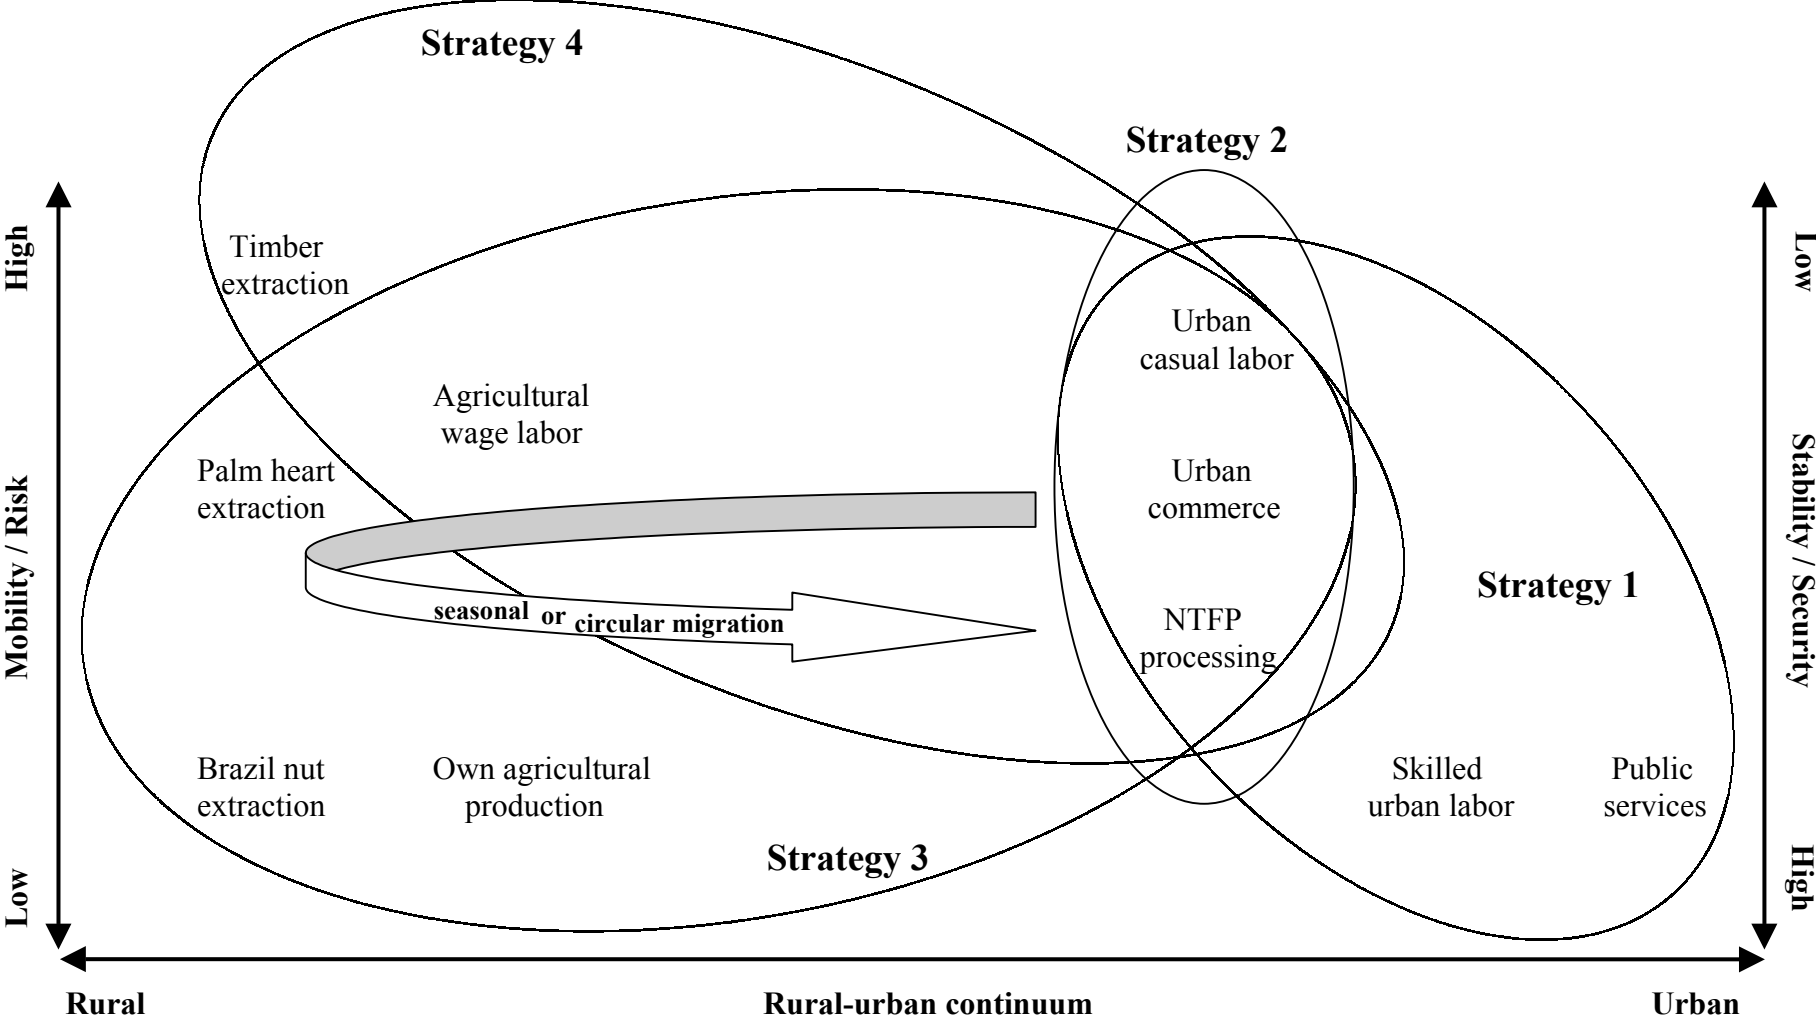 Strategy 4
Strategy 2
High
Low
Timber
extraction
Urban
casual labor
Agricultural
wage labor
Palm heart
extraction
Urban
commerce
Mobility / Risk
Stability / Security
Strategy 1
seasonal or circular migration
NTFP
processing
Brazil nut
extraction
Own agricultural
production
Skilled
urban labor
Public
services
Strategy 3
Low
High
Rural
Rural-urban continuum
Urban